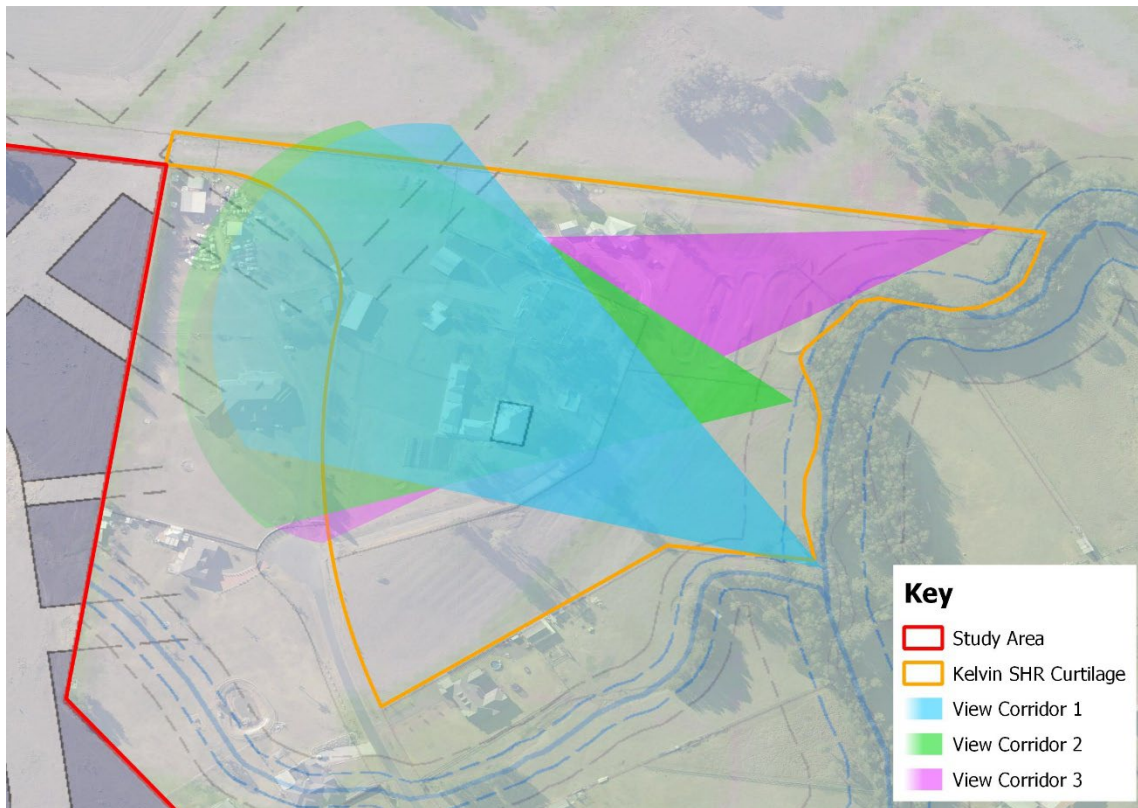 Key
Study Area
Kelvin SHR Curtilage
View Corridor 1
View Corridor 2
View Corridor 3